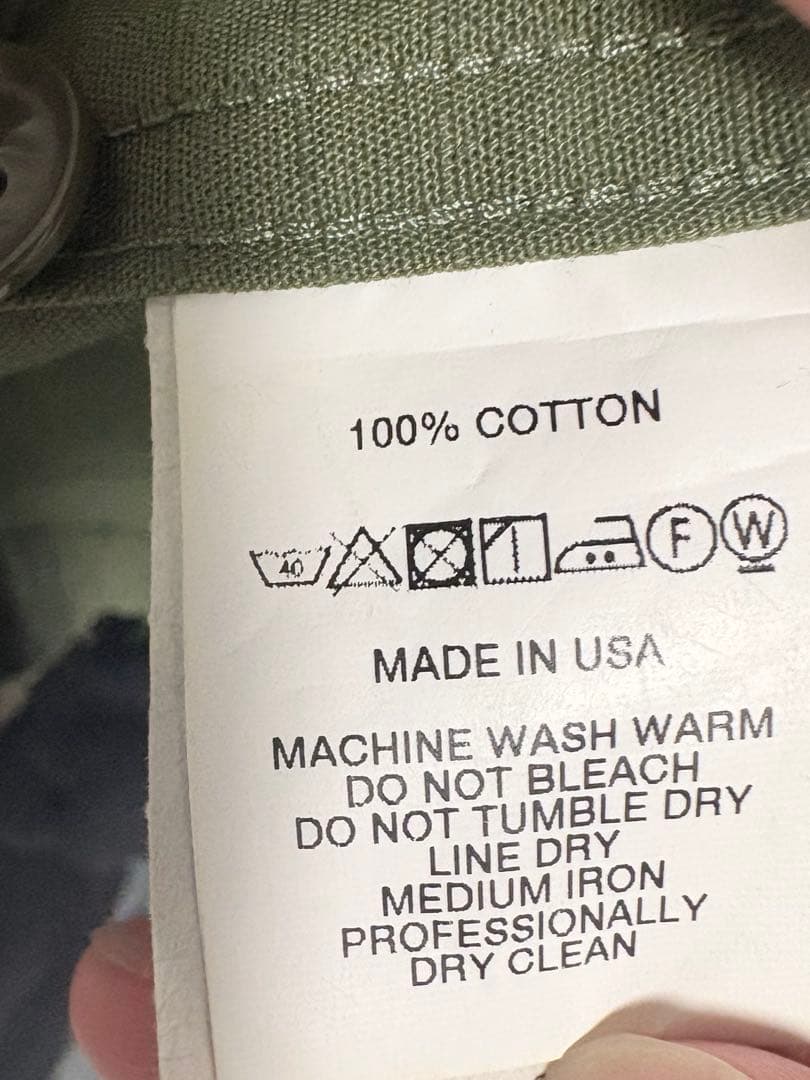 100% COTTON
40 F W
MADE IN USA
MACHINE WASH WARM
DO NOT BLEACH
DO NOT TUMBLE DRY
LINE DRY
MEDIUM IRON
PROFESSIONALLY
DRY CLEAN